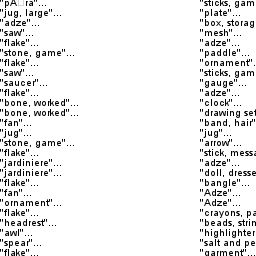 "pA□ra"... "sticks, gam
"jug, large"... "plate"...
"adze"... "box, storag
"saw"... "mesh"...
"flake"... "adze"...
"stone, game"... "paddle"...
"flake"... "ornament".
"saw"... "sticks, gam
"saucer"... "gauge"...
"flake"... "adze"...
"bone, worked"... "clock"...
"bone, worked"... "drawing set
"fan"... "band, hair"
"jug"... "jug"...
"stone, game"... "arrow"...
"flake"... "stick, messa
"jardiniere"... "adze"...
"jardiniere"... "doll, dresse
"flake"... "bangle"...
"fan"... "Adze"...
"ornament"... "Adze"...
"flake"... "crayons, pa
"headrest"... "beads, strin
"awl"... "highlighter
"spear"... "salt and pe
"flake"... "garment"...